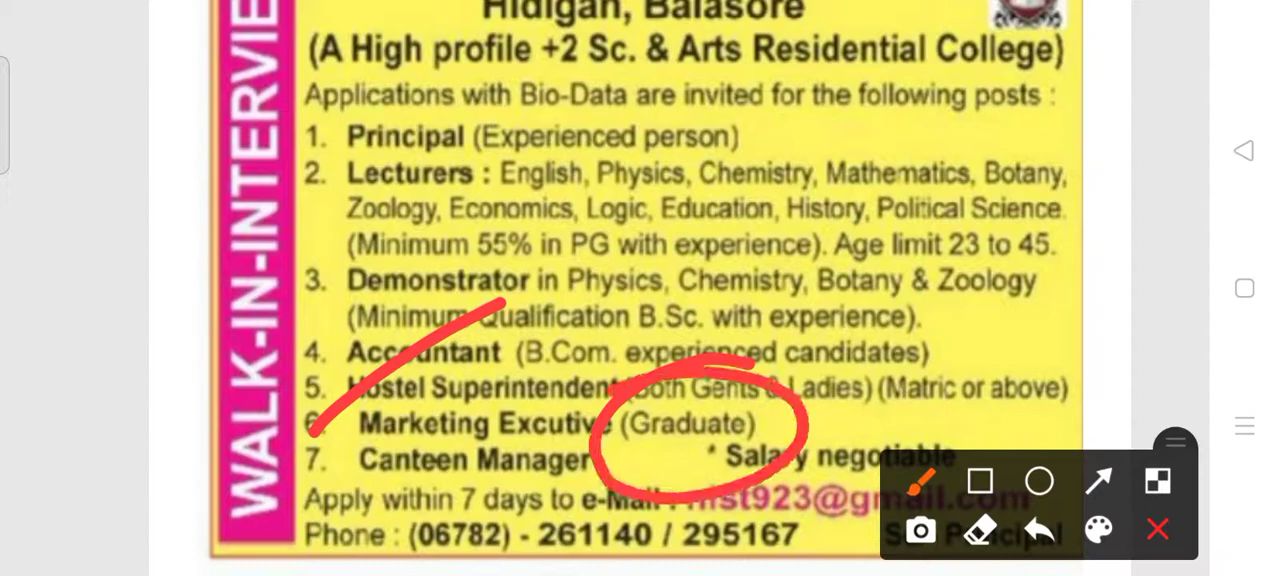 WALK-IN-INTERVIE
Hidigan, Balasore
(A High profile +2 Sc. & Arts Residential College)
Applications with Bio-Data are invited for the following posts :
1. Principal (Experienced person)
2. Lecturers : English, Physics, Chemistry, Mathematics, Botany,
Zoology, Economics, Logic, Education, History, Political Science.
(Minimum 55% in PG with experience). Age limit 23 to 45.
3. Demonstrator in Physics, Chemistry, Botany & Zoology
(Minimum Qualification B.Sc. with experience).
4. Accountant (B.Com. experienced candidates)
5. Hostel Superintendent (Both Gents & Ladies) (Matric or above)
6. Marketing Excutive (Graduate)
7. Canteen Manager * Salary negotiable
Apply within 7 days to e-Mail :
Phone : (06782) - 261140 / 295167